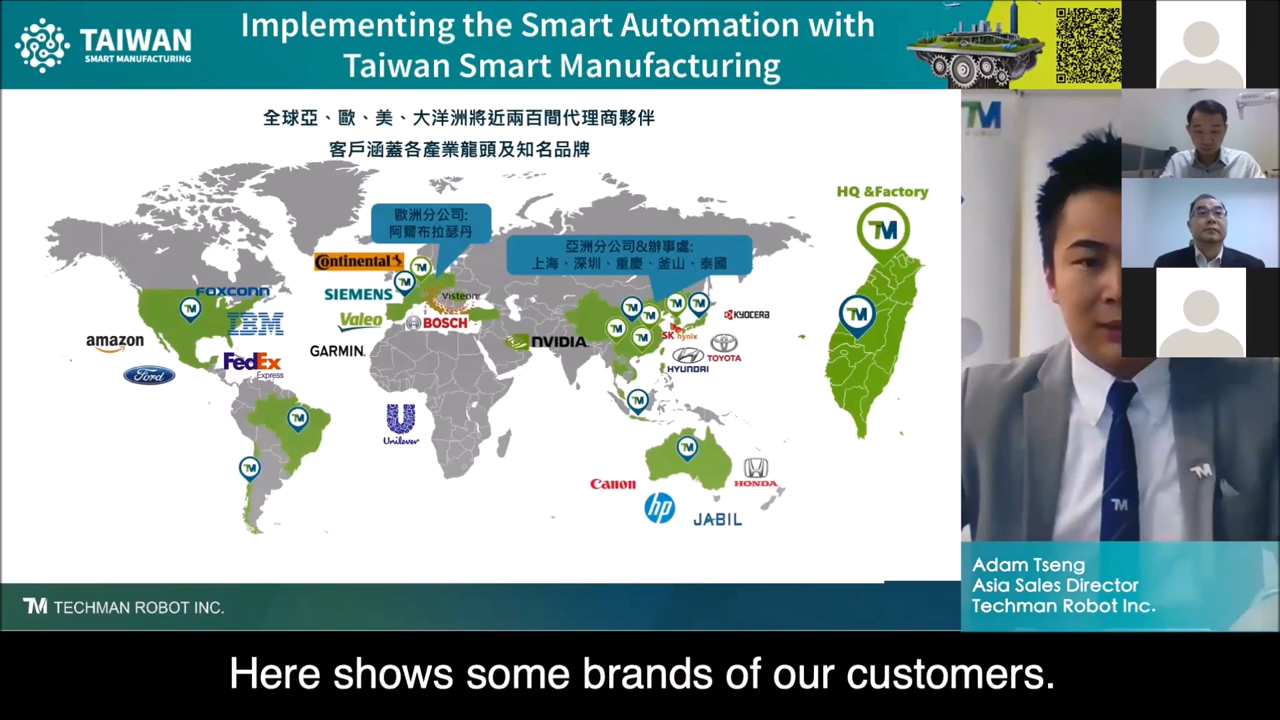 TAIWAN
SMART MANUFACTURING
Implementing the Smart Automation with
Taiwan Smart Manufacturing
全球亞、歐、美、大洋洲將近兩百間代理商夥伴
客戶涵蓋各產業龍頭及知名品牌
歐洲分公司:
阿爾布拉瑟丹
亞洲分公司&辦事處:
上海、深圳、重慶、釜山、泰國
HQ &Factory
TM
TM
Continental
FOXCONN
SIEMENS
Visteon
IBM
Valeo
BOSCH
KYOCERA
amazon
GARMIN
NVIDIA
SK hynix
TOYOTA
FedEx
Express
HYUNDAI
Ford
Unilever
Canon
HONDA
hp
JABIL
TM
TM
TM
Adam Tseng
Asia Sales Director
Techman Robot Inc.
TM TECHMAN ROBOT INC.
Here shows some brands of our customers.